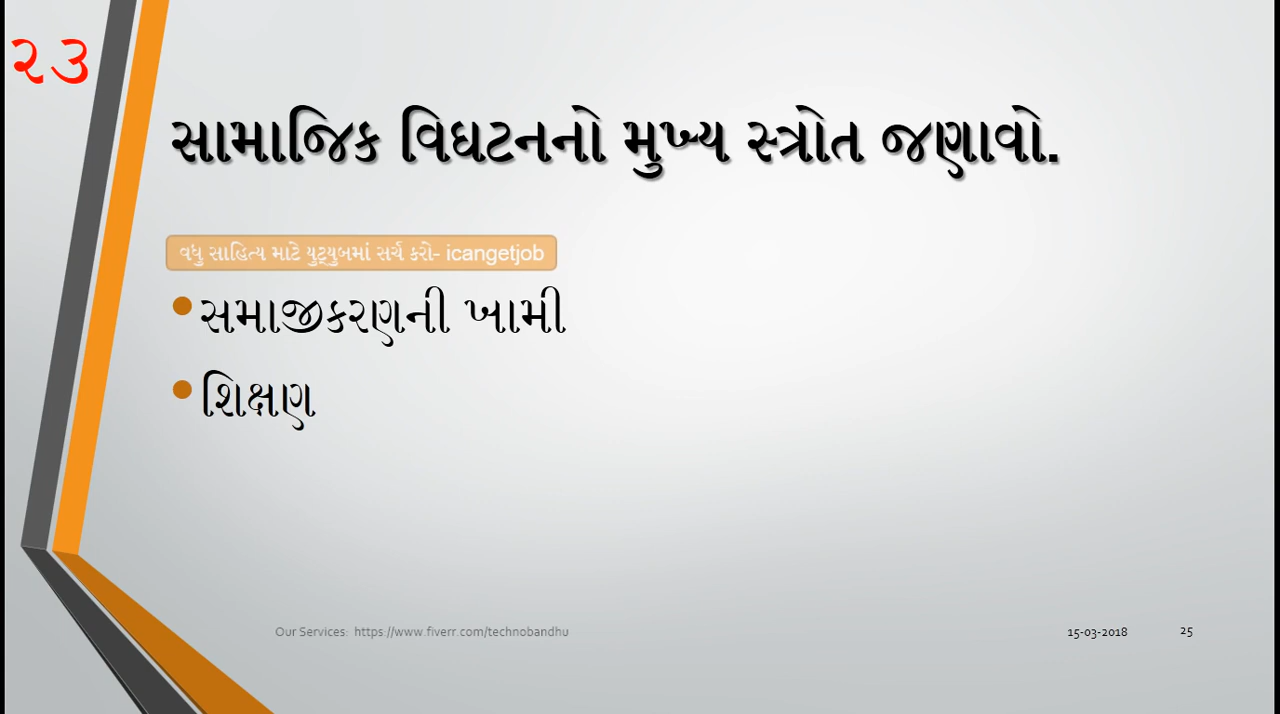 ૨૩
સામાજિક વિઘટનનો મુખ્ય સ્ત્રોત જણાવો.
વધુ સાહિત્ય માટે યુટ્યુબમાં સર્ચ કરો- icangetjob
•સમાજીકરણની ખામી
•શિક્ષણ
Our Services: https://www.fiverr.com/technobandhu 15-03-2018 25